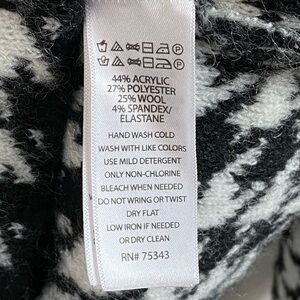 44% ACRYLIC
27% POLYESTER
25% WOOL
4% SPANDEX/
ELASTANE
HAND WASH COLD
WASH WITH LIKE COLORS
USE MILD DETERGENT
ONLY NON-CHLORINE
BLEACH WHEN NEEDED
DO NOT WRING OR TWIST
DRY FLAT
LOW IRON IF NEEDED
OR DRY CLEAN
RN# 75343